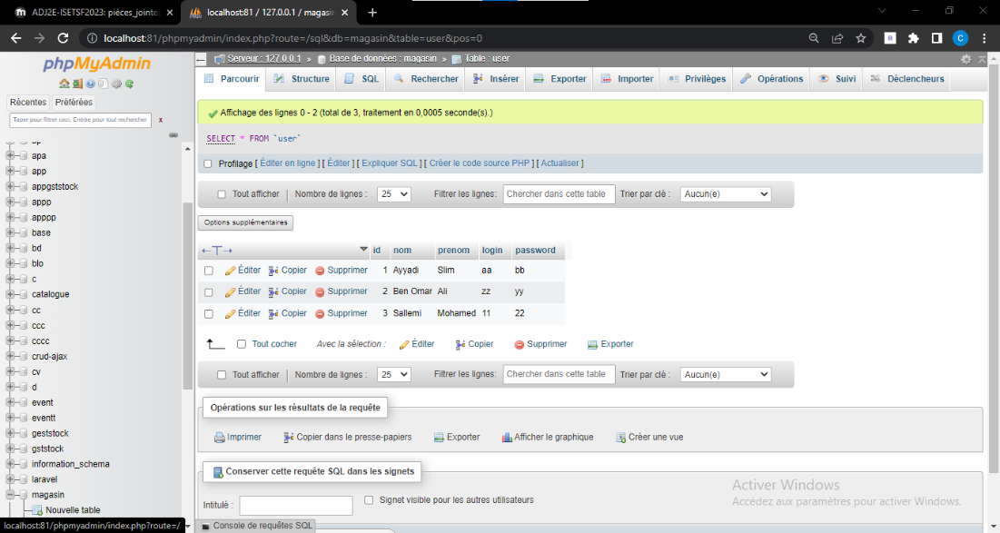 ADJ2E-ISETSF2023: pièces_jointe
localhost:81 / 127.0.0.1 / magasin
localhost:81/phpmyadmin/index.php?route=/sql&db=magasin&table=user&pos=0
C
phpMyAdmin
Récentes Préférées
Taper pour filtrer ceci, Entrée pour tout rechercher X
ap
apa
app
appgststock
appp
apppp
base
bd
blo
c
catalogue
cc
ccc
cccc
crud-ajax
cv
d
event
eventt
geststock
gststock
information_schema
laravel
magasin
Nouvelle table
localhost:81/phpmyadmin/index.php?route=/
Serveur : 127.0.0.1 » Base de données : magasin » Table : user
Parcourir Structure SQL Rechercher Insérer Exporter Importer Privilèges Opérations Suivi Déclencheurs
Affichage des lignes 0 - 2 (total de 3, traitement en 0,0005 seconde(s).)
SELECT * FROM `user`
Profilage [ Éditer en ligne ] [ Éditer ] [ Expliquer SQL ] [ Créer le code source PHP ] [ Actualiser ]
Tout afficher | Nombre de lignes : 25 Filtrer les lignes: Chercher dans cette table Trier par clé : Aucun(e)
Options supplémentaires
←T→ id nom prenom login password
Éditer Copier Supprimer 1 Ayyadi Slim aa bb
Éditer Copier Supprimer 2 Ben Omar Ali zz yy
Éditer Copier Supprimer 3 Sallemi Mohamed 11 22
Tout cocher Avec la sélection : Éditer Copier Supprimer Exporter
Tout afficher | Nombre de lignes : 25 Filtrer les lignes: Chercher dans cette table Trier par clé : Aucun(e)
Opérations sur les résultats de la requête
Imprimer Copier dans le presse-papiers Exporter Afficher le graphique Créer une vue
Conserver cette requête SQL dans les signets
Intitulé : Signet visible pour les autres utilisateurs
Console de requêtes SQL
Activer Windows
Accédez aux paramètres pour activer Windows.